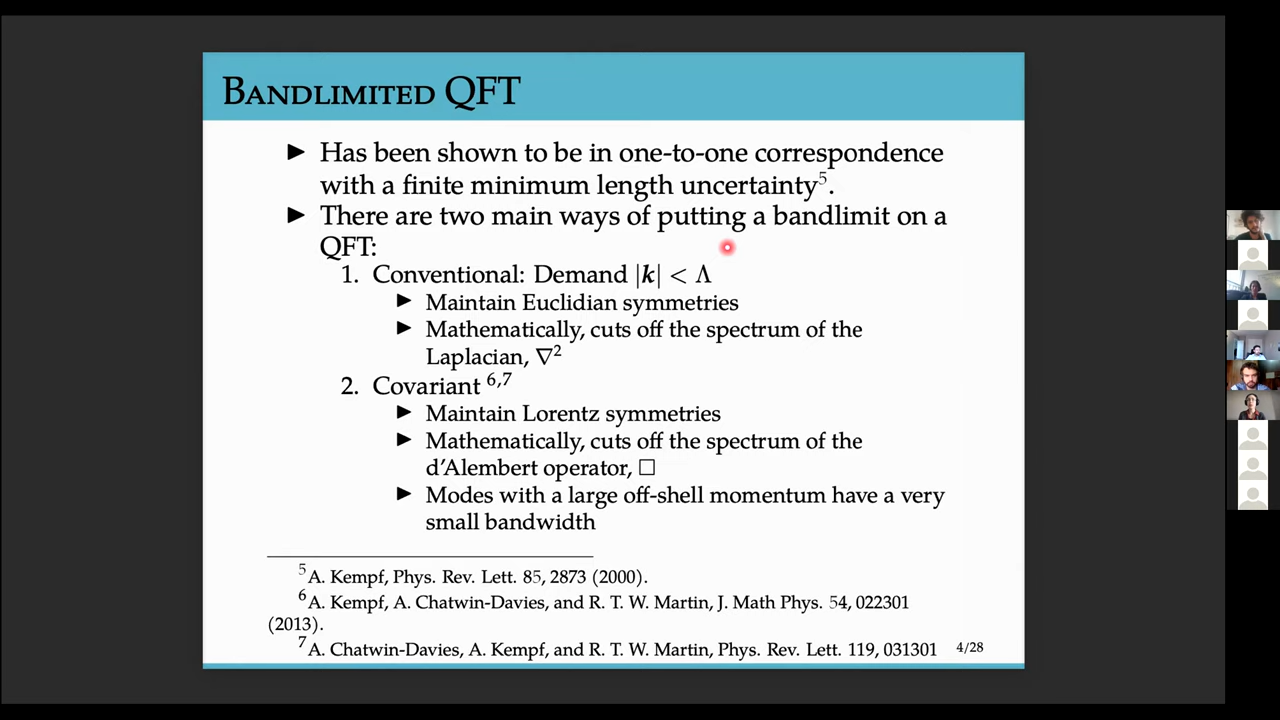 BANDLIMITED QFT
► Has been shown to be in one-to-one correspondence
with a finite minimum length uncertainty⁵.
► There are two main ways of putting a bandlimit on a
QFT:
1. Conventional: Demand |k| < Λ
► Maintain Euclidian symmetries
► Mathematically, cuts off the spectrum of the
Laplacian, ∇²
2. Covariant ⁶,⁷
► Maintain Lorentz symmetries
► Mathematically, cuts off the spectrum of the
d'Alembert operator, □
► Modes with a large off-shell momentum have a very
small bandwidth
⁵A. Kempf, Phys. Rev. Lett. 85, 2873 (2000).
⁶A. Kempf, A. Chatwin-Davies, and R. T. W. Martin, J. Math Phys. 54, 022301
(2013).
⁷A. Chatwin-Davies, A. Kempf, and R. T. W. Martin, Phys. Rev. Lett. 119, 031301
4/28